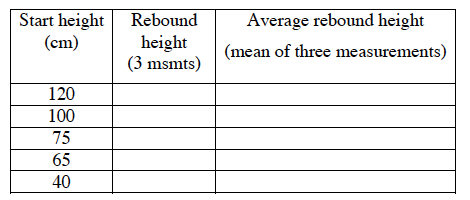 Start height
(cm)
Rebound
height
(3 msmts)
Average rebound height
(mean of three measurements)
120
100
75
65
40